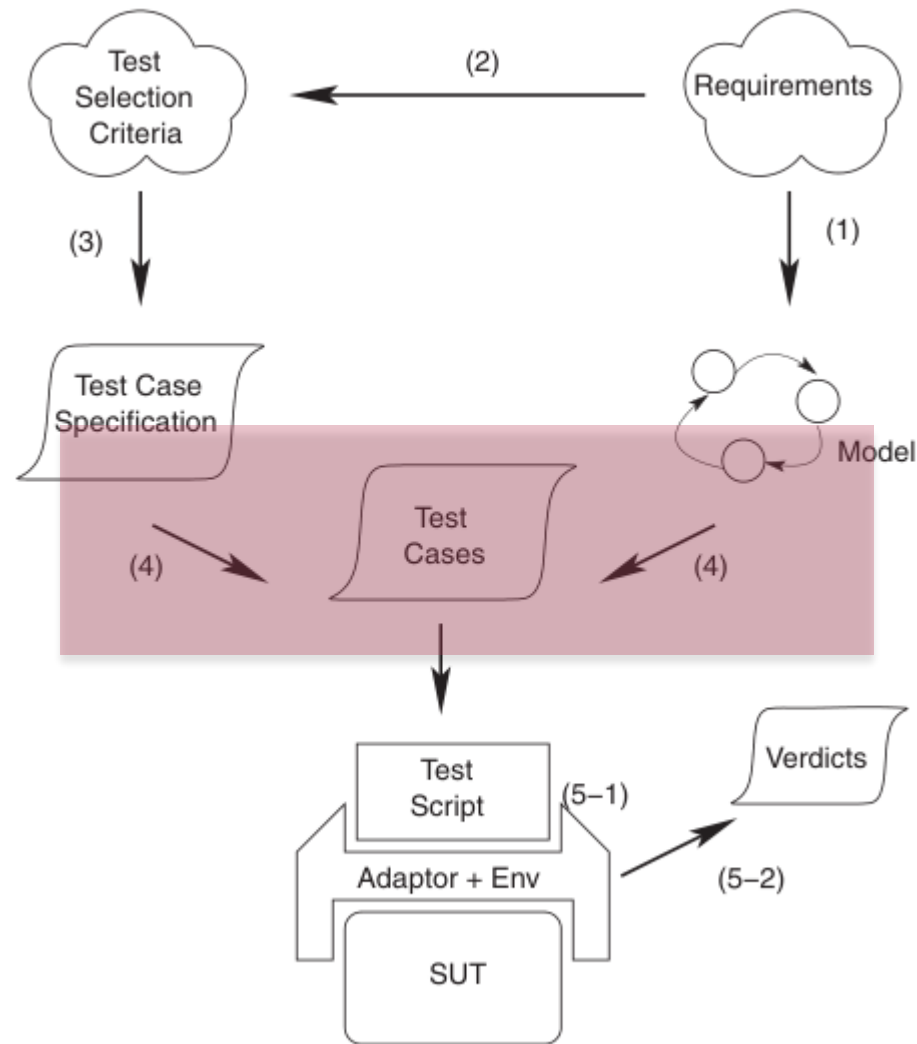 Test
Selection
Criteria
(2)
Requirements
(3)
(1)
Test Case
Specification
Model
Test
Cases
(4)
(4)
Test
Script
(5−1)
Verdicts
Adaptor + Env
(5−2)
SUT